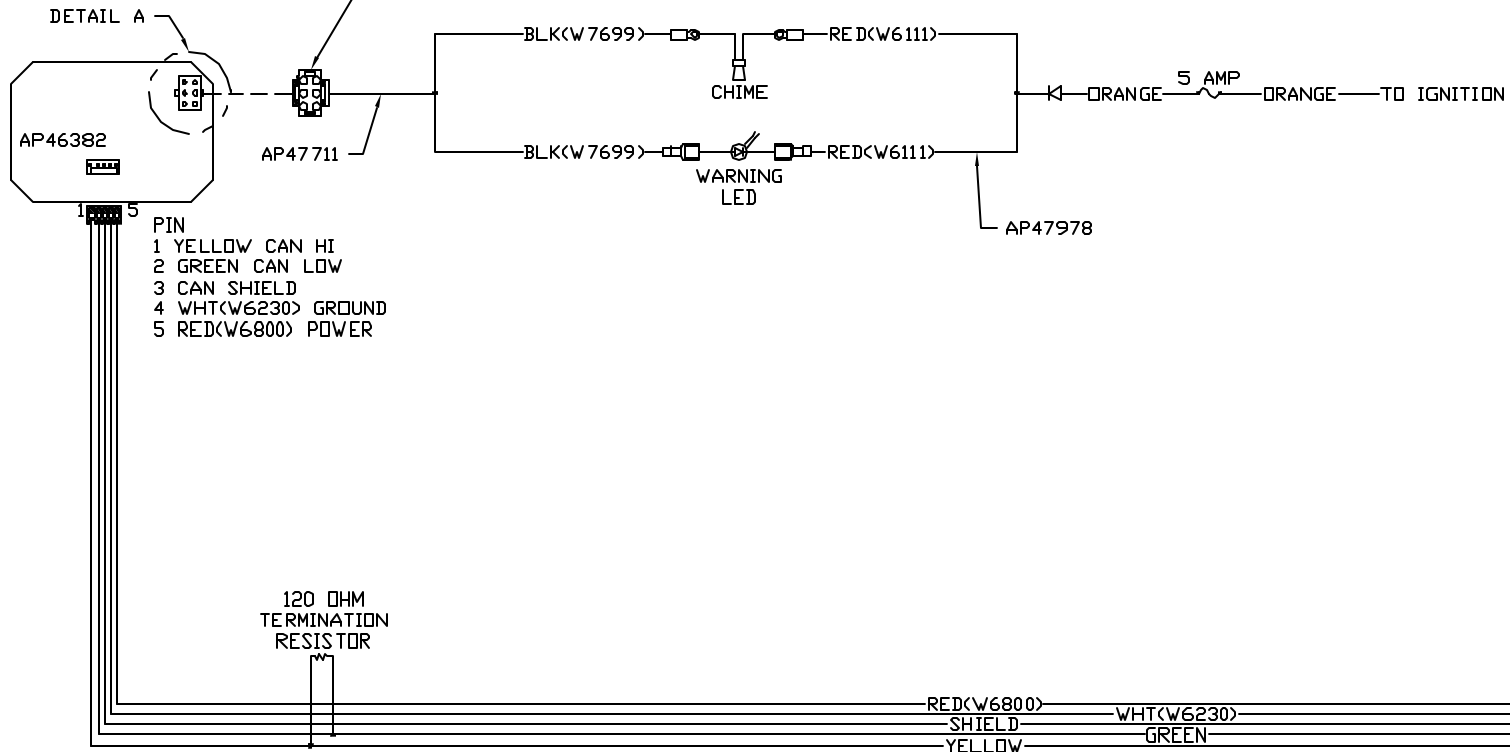 DETAIL A
BLK(W7699)
RED(W6111)
CHIME
5 AMP
ORANGE
ORANGE
TO IGNITION
AP46382
AP47711
BLK(W7699)
RED(W6111)
WARNING
LED
AP47978
1
5
PIN
1 YELLOW CAN HI
2 GREEN CAN LOW
3 CAN SHIELD
4 WHT(W6230) GROUND
5 RED(W6800) POWER
120 OHM
TERMINATION
RESISTOR
RED(W6800)
WHT(W6230)
SHIELD
GREEN
YELLOW